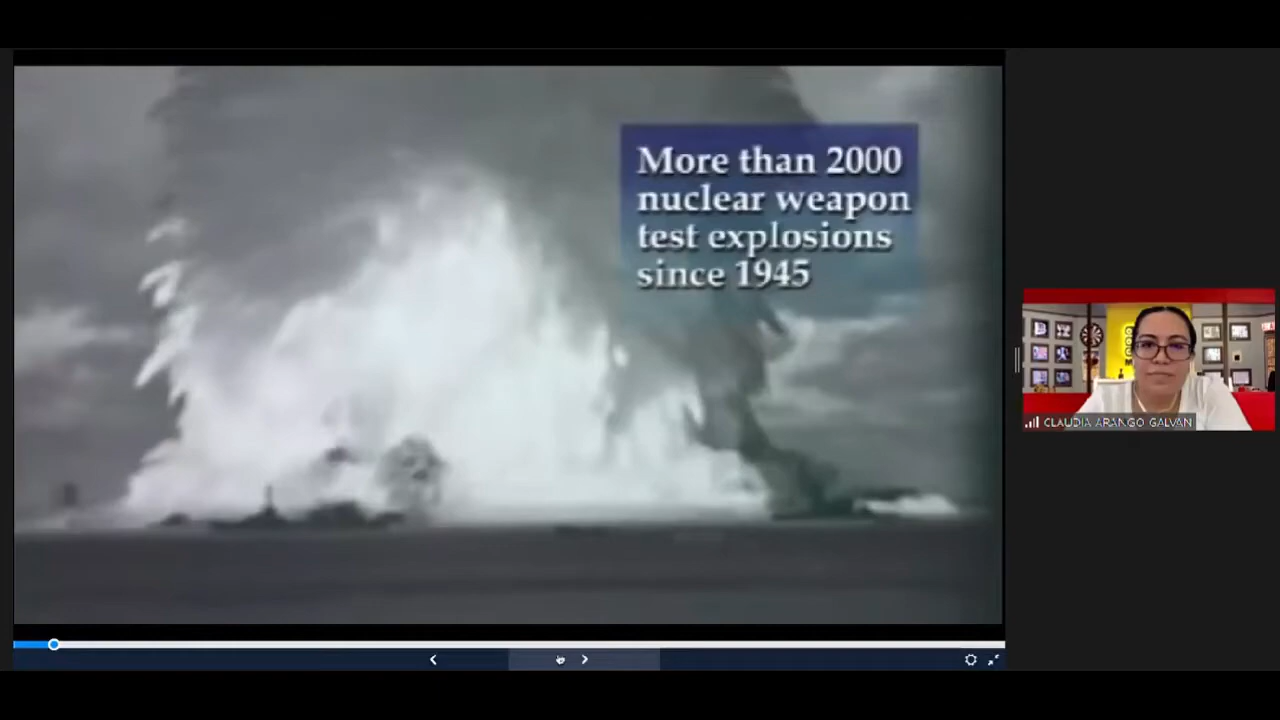 More than 2000
nuclear weapon
test explosions
since 1945
CLAUDIA ARANGO GALVAN